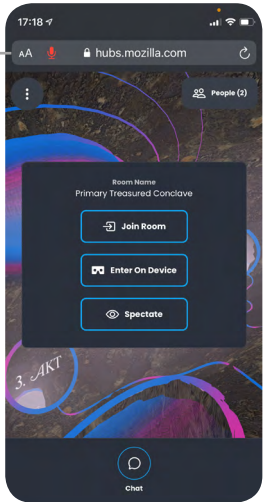 17:18
AA hubs.mozilla.com
People (2)
Room Name
Primary Treasured Conclave
Join Room
Enter On Device
Spectate
3. AKT
Chat